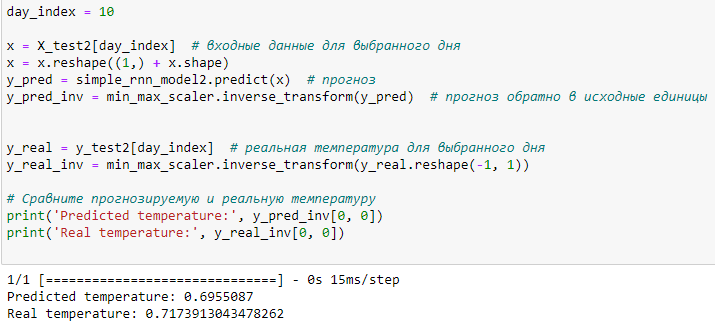 day_index = 10
x = X_test2[day_index]  # входные данные для выбранного дня
x = x.reshape((1,) + x.shape)
y_pred = simple_rnn_model2.predict(x)  # прогноз
y_pred_inv = min_max_scaler.inverse_transform(y_pred)  # прогноз обратно в исходные единицы
y_real = y_test2[day_index]  # реальная температура для выбранного дня
y_real_inv = min_max_scaler.inverse_transform(y_real.reshape(-1, 1))
# Сравните прогнозируемую и реальную температуру
print('Predicted temperature:', y_pred_inv[0, 0])
print('Real temperature:', y_real_inv[0, 0])
1/1 [==============================] - 0s 15ms/step
Predicted temperature: 0.6955087
Real temperature: 0.7173913043478262